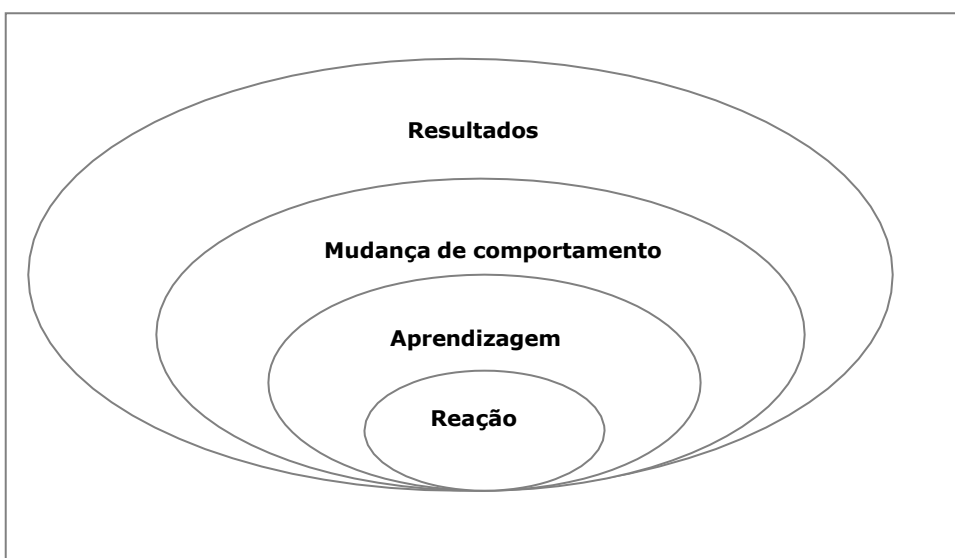 Resultados
Mudança de comportamento
Aprendizagem
Reação